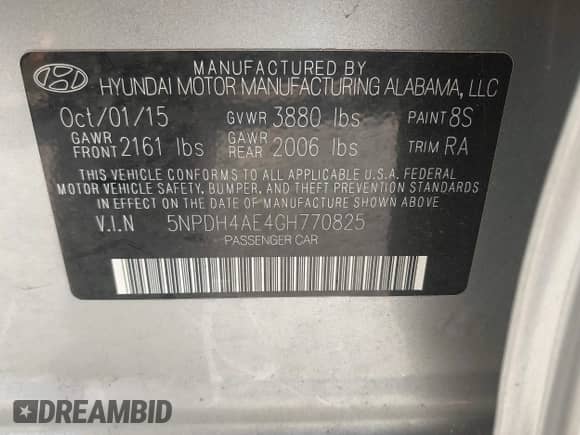 MANUFACTURED BY
HYUNDAI MOTOR MANUFACTURING ALABAMA, LLC
Oct/01/15 GVWR 3880 lbs PAINT 8S
GAWR FRONT 2161 lbs GAWR REAR 2006 lbs TRIM RA
THIS VEHICLE CONFORMS TO ALL APPLICABLE U.S.A. FEDERAL
MOTOR VEHICLE SAFETY, BUMPER, AND THEFT PREVENTION STANDARDS
IN EFFECT ON THE DATE OF MANUFACTURE SHOWN ABOVE.
V.I.N 5NPDH4AE4GH770825
PASSENGER CAR
DREAMBID